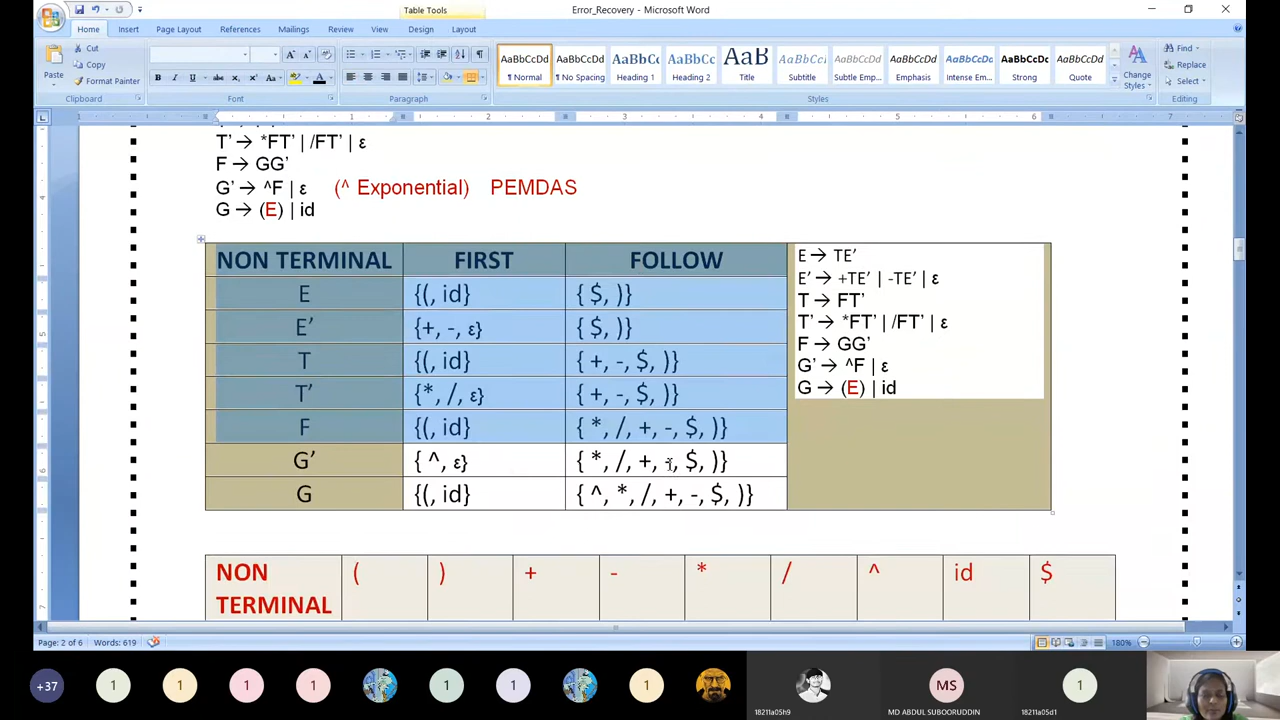 Table Tools
Error_Recovery - Microsoft Word
Home Insert Page Layout References Mailings Review View Design Layout
Cut
Copy
Format Painter
Paste
Clipboard
Font
Paragraph
AaBbCcDd AaBbCcDd AaBbCc AaBbCc AaB AaBbCcDd AaBbCcDd AaBbCcDd AaBbCcDd AaBbCcDd AaBbCcDd
¶ Normal ¶ No Spacing Heading 1 Heading 2 Title Subtitle Subtle Emp... Emphasis Intense Em... Strong Quote
Styles
Change Styles
Find
Replace
Select
Editing
T’ → *FT’ | /FT’ | ε
F → GG’
G’ → ^F | ε (^ Exponential) PEMDAS
G → (E) | id
NON TERMINAL FIRST FOLLOW
E {(, id} { $, )}
E’ {+, -, ε} { $, )}
T {(, id} { +, -, $, )}
T’ {*, /, ε} { +, -, $, )}
F {(, id} { *, /, +, -, $, )}
G’ { ^, ε} { *, /, +, -, $, )}
G {(, id} { ^, *, /, +, -, $, )}
E → TE’
E’ → +TE’ | -TE’ | ε
T → FT’
T’ → *FT’ | /FT’ | ε
F → GG’
G’ → ^F | ε
G → (E) | id
NON TERMINAL ( ) + - * / ^ id $
Page: 2 of 6 Words: 619 180%
+37 1 1 1 1 1 1 1 MS 1
18211a05h9 MD ABDUL SUBOORUDDIN 18211a05d1